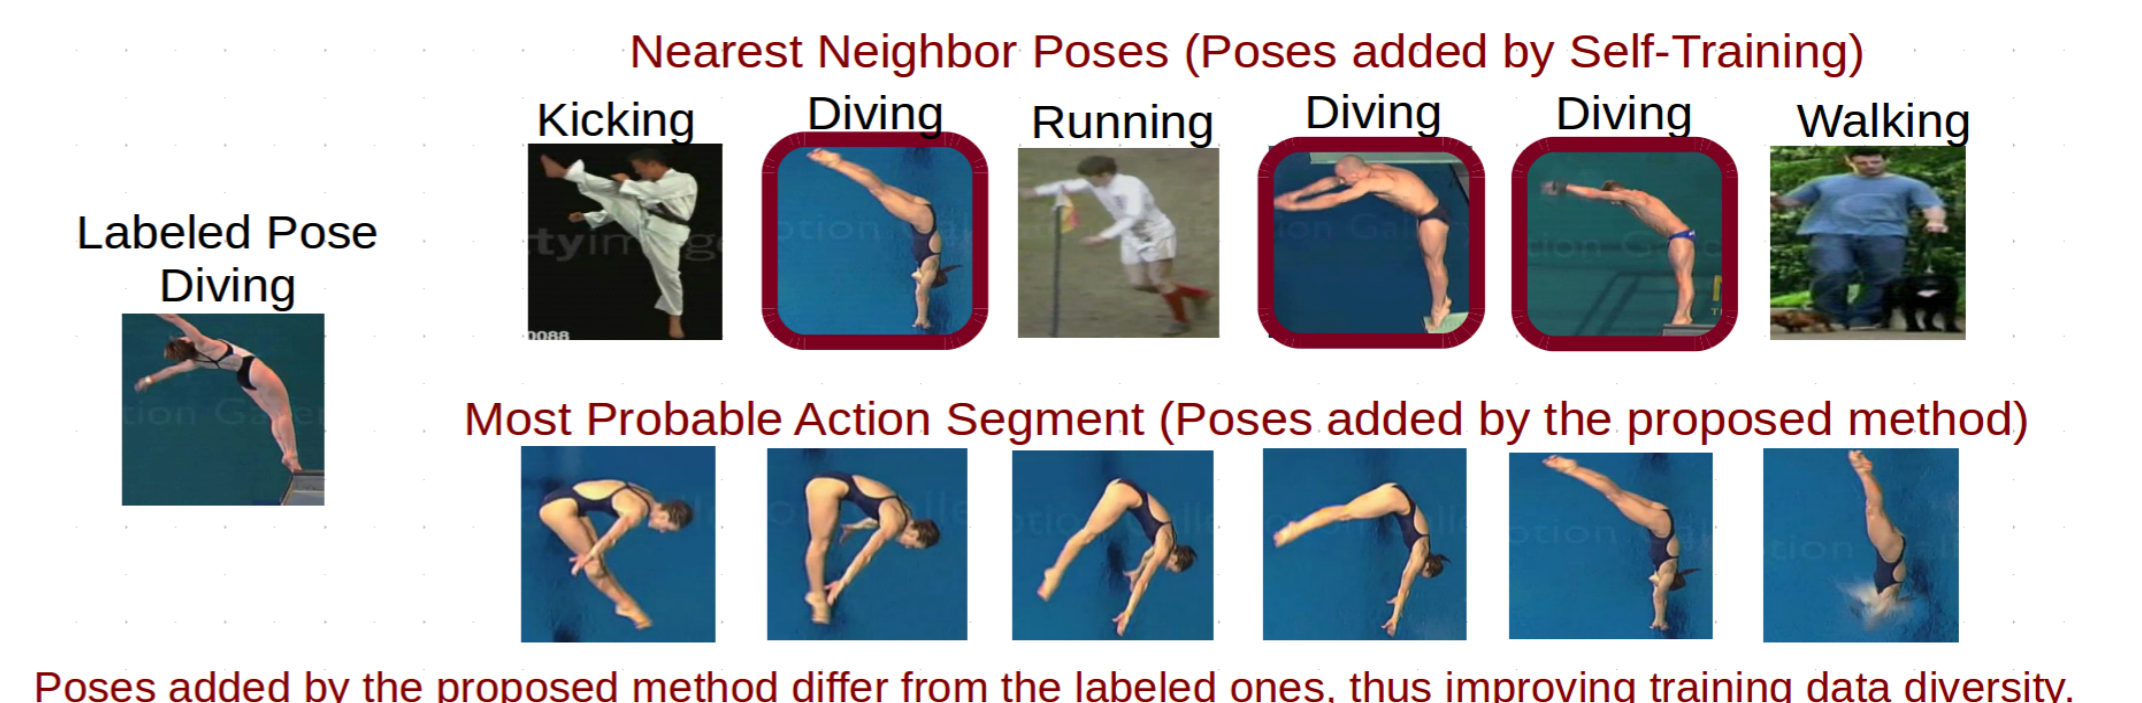 Nearest Neighbor Poses (Poses added by Self-Training)
Kicking
Diving
Running
Diving
Diving
Walking
Labeled Pose
Diving
0088
Most Probable Action Segment (Poses added by the proposed method)
Poses added by the proposed method differ from the labeled ones, thus improving training data diversity.